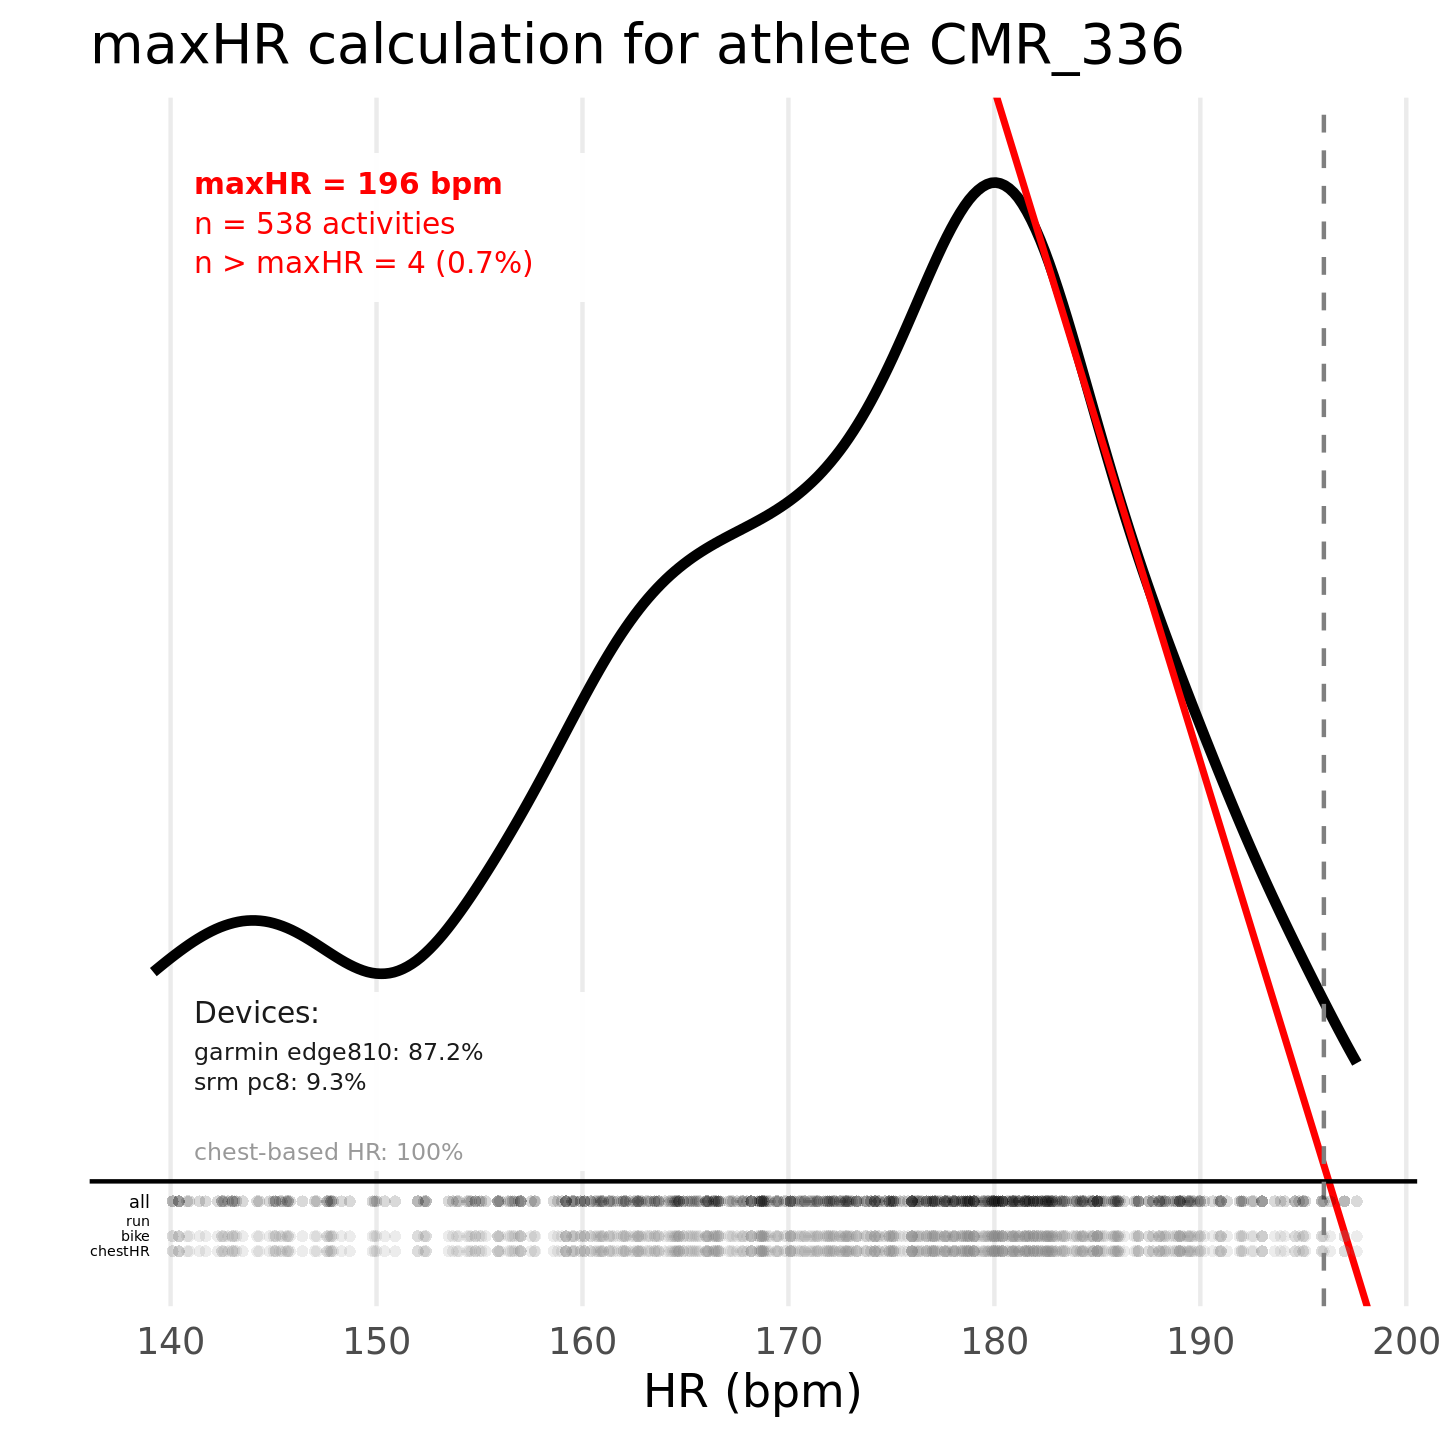 maxHR calculation for athlete CMR_336
maxHR = 196 bpm
n = 538 activities
n > maxHR = 4 (0.7%)
Devices:
garmin edge810: 87.2%
srm pc8: 9.3%
chest-based HR: 100%
all
run
bike
chestHR
140 150 160 170 180 190 200
HR (bpm)